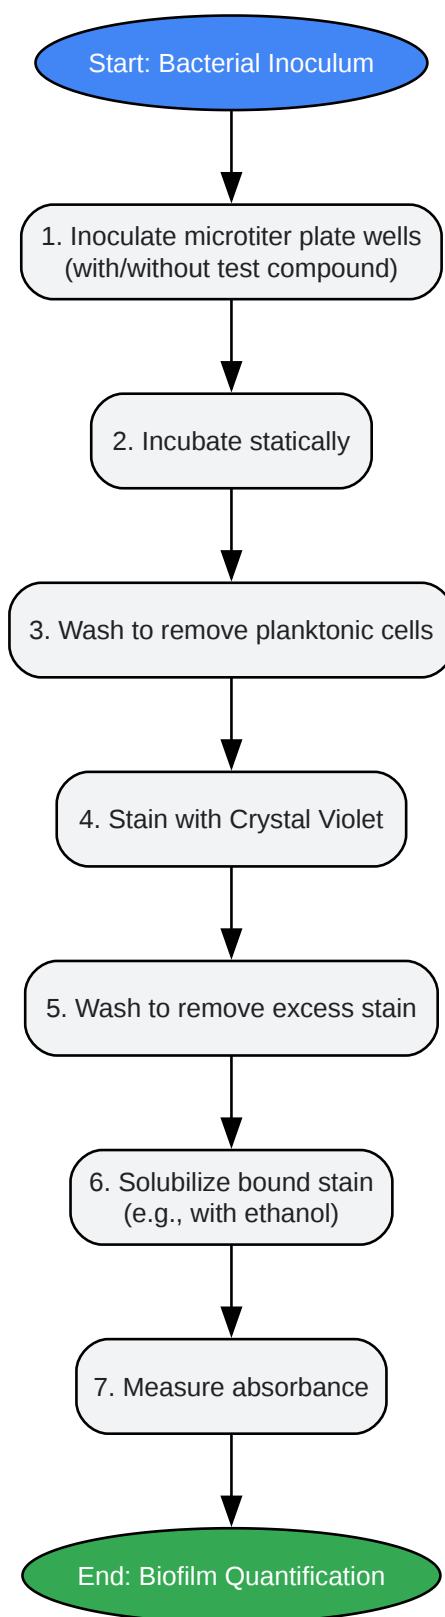 Start: Bacterial Inoculum
1. Inoculate microtiter plate wells
(with/without test compound)
2. Incubate statically
3. Wash to remove planktonic cells
4. Stain with Crystal Violet
5. Wash to remove excess stain
6. Solubilize bound stain
(e.g., with ethanol)
7. Measure absorbance
End: Biofilm Quantification